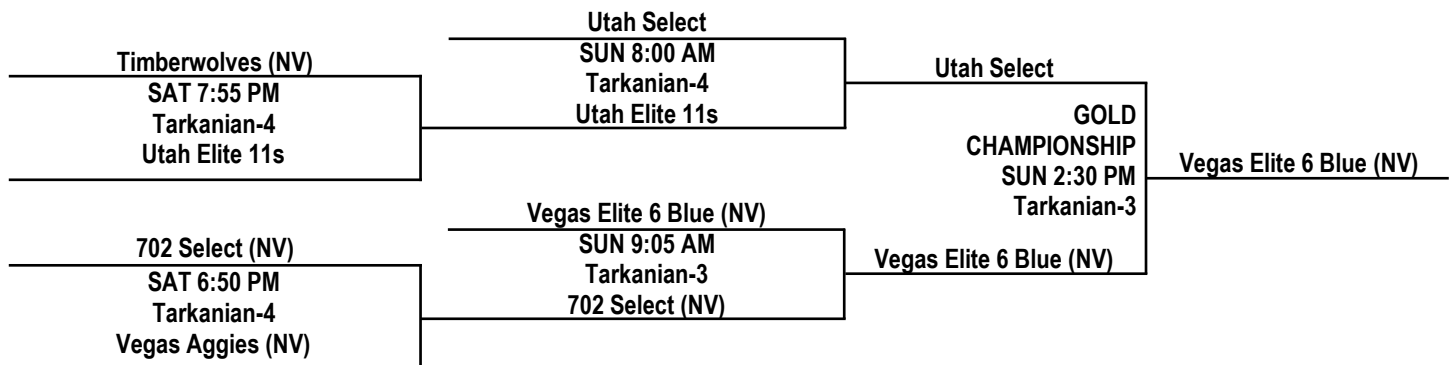 Timberwolves (NV)
SAT 7:55 PM
Tarkanian-4
Utah Elite 11s
702 Select (NV)
SAT 6:50 PM
Tarkanian-4
Vegas Aggies (NV)
Utah Select
SUN 8:00 AM
Tarkanian-4
Utah Elite 11s
Vegas Elite 6 Blue (NV)
SUN 9:05 AM
Tarkanian-3
702 Select (NV)
Utah Select
GOLD
CHAMPIONSHIP
SUN 2:30 PM
Tarkanian-3
Vegas Elite 6 Blue (NV)
Vegas Elite 6 Blue (NV)